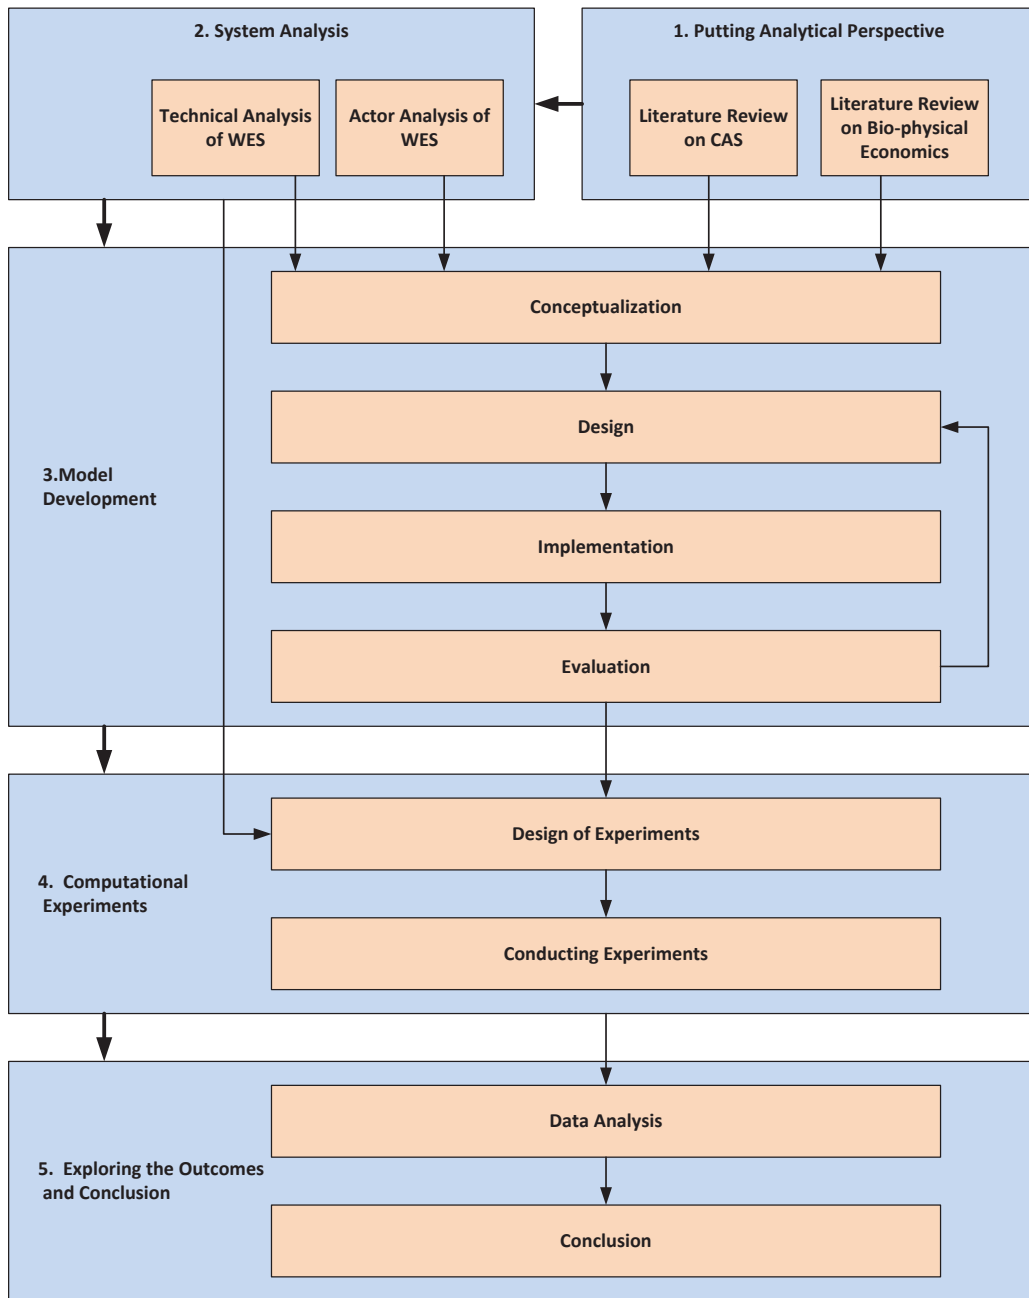 2. System Analysis
Technical Analysis
of WES
Actor Analysis of
WES
1. Putting Analytical Perspective
Literature Review
on CAS
Literature Review
on Bio-physical
Economics
3.Model
Development
Conceptualization
Design
Implementation
Evaluation
4. Computational
Experiments
Design of Experiments
Conducting Experiments
5. Exploring the Outcomes
and Conclusion
Data Analysis
Conclusion